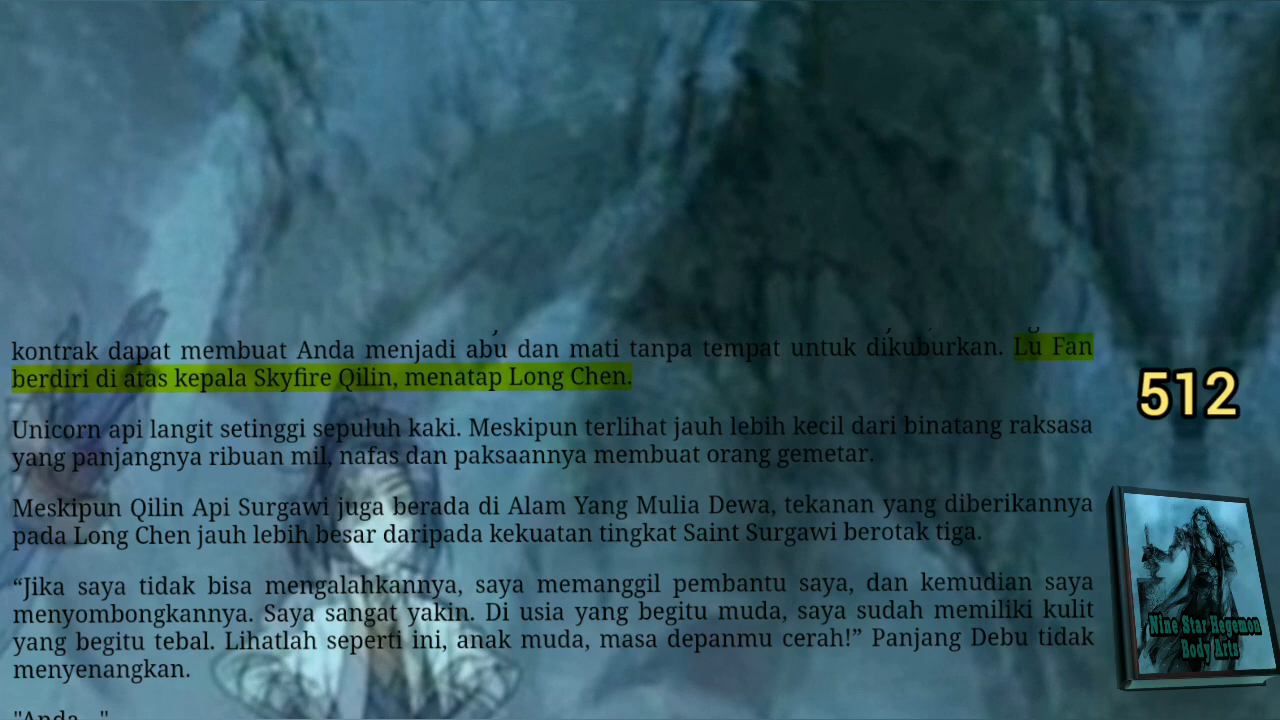 kontrak dapat membuat Anda menjadi abu dan mati tanpa tempat untuk dikuburkan. Lu Fan
berdiri di atas kepala Skyfire Qilin, menatap Long Chen.
Unicorn api langit setinggi sepuluh kaki. Meskipun terlihat jauh lebih kecil dari binatang raksasa
yang panjangnya ribuan mil, nafas dan paksaannya membuat orang gemetar.
Meskipun Qilin Api Surgawi juga berada di Alam Yang Mulia Dewa, tekanan yang diberikannya
pada Long Chen jauh lebih besar daripada kekuatan tingkat Saint Surgawi berotak tiga.
“Jika saya tidak bisa mengalahkannya, saya memanggil pembantu saya, dan kemudian saya
menyombongkannya. Saya sangat yakin. Di usia yang begitu muda, saya sudah memiliki kulit
yang begitu tebal. Lihatlah seperti ini, anak muda, masa depanmu cerah!” Panjang Debu tidak
menyenangkan.
"Anda..."
512
Nine Star Hegemon
Body Arts